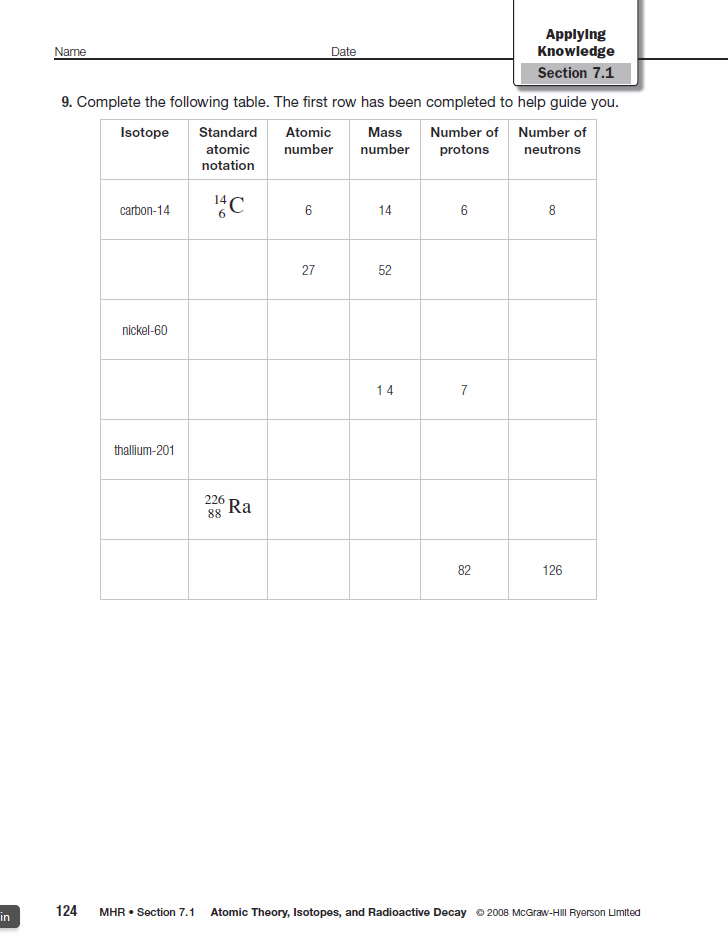 Applying
Knowledge
Section 7.1
Name Date
9. Complete the following table. The first row has been completed to help guide you.
Isotope Standard atomic notation Atomic number Mass number Number of protons Number of neutrons
carbon-14 14 6 C 6 14 6 8
27 52
nickel-60
1 4 7
thallium-201
226 88 Ra
82 126
in
124 MHR • Section 7.1 Atomic Theory, Isotopes, and Radioactive Decay © 2008 McGraw-Hill Ryerson Limited